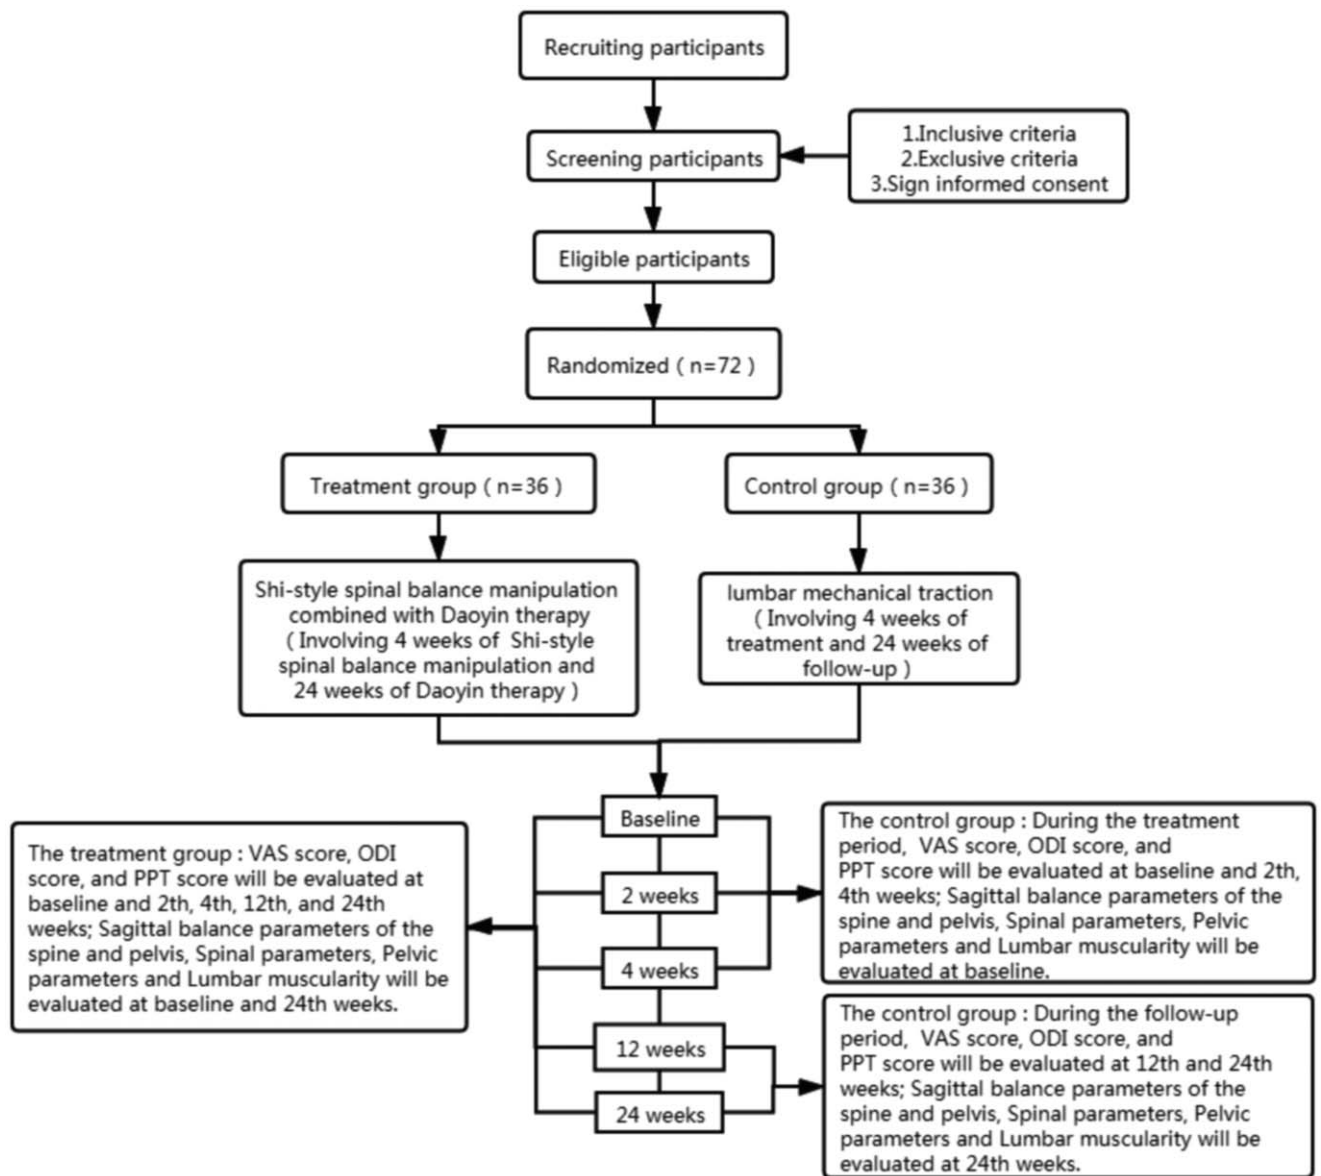 Recruiting participants
Screening participants
1.Inclusive criteria
2.Exclusive criteria
3.Sign informed consent
Eligible participants
Randomized ( n=72 )
Treatment group ( n=36 )
Control group ( n=36 )
Shi-style spinal balance manipulation
combined with Daoyin therapy
( Involving 4 weeks of Shi-style
spinal balance manipulation and
24 weeks of Daoyin therapy )
lumbar mechanical traction
( Involving 4 weeks of
treatment and 24 weeks of
follow-up )
Baseline
2 weeks
4 weeks
12 weeks
24 weeks
The treatment group : VAS score, ODI
score, and PPT score will be evaluated at
baseline and 2th, 4th, 12th, and 24th
weeks; Sagittal balance parameters of the
spine and pelvis, Spinal parameters, Pelvic
parameters and Lumbar muscularity will be
evaluated at baseline and 24th weeks.
The control group : During the treatment
period, VAS score, ODI score, and
PPT score will be evaluated at baseline and 2th,
4th weeks; Sagittal balance parameters of the
spine and pelvis, Spinal parameters, Pelvic
parameters and Lumbar muscularity will be
evaluated at baseline.
The control group : During the follow-up
period, VAS score, ODI score, and
PPT score will be evaluated at 12th and 24th
weeks; Sagittal balance parameters of the
spine and pelvis, Spinal parameters, Pelvic
parameters and Lumbar muscularity will be
evaluated at 24th weeks.